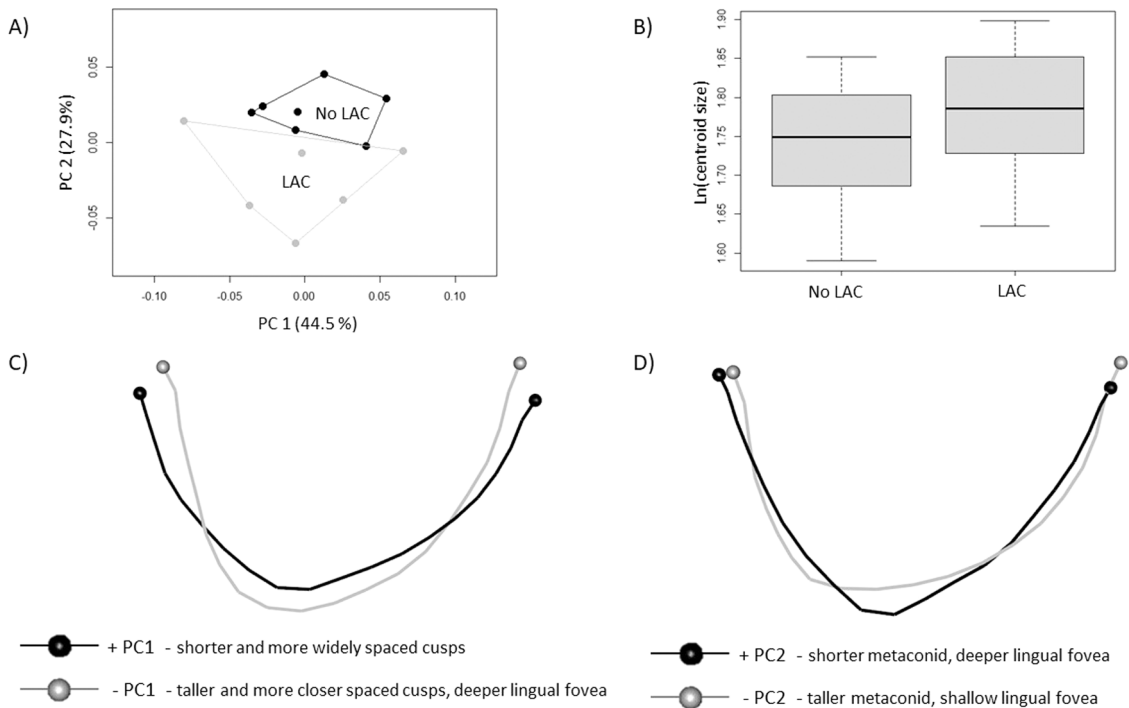 A)
PC 2 (27.9%)
0.05
0.00
-0.05
No LAC
LAC
-0.10
-0.05
0.00
0.05
0.10
PC 1 (44.5 %)
B)
Ln(centroid size)
1.90
1.85
1.80
1.75
1.70
1.65
1.60
No LAC
LAC
C)
+ PC1 - shorter and more widely spaced cusps
- PC1 - taller and more closer spaced cusps, deeper lingual fovea
D)
+ PC2 - shorter metaconid, deeper lingual fovea
- PC2 - taller metaconid, shallow lingual fovea